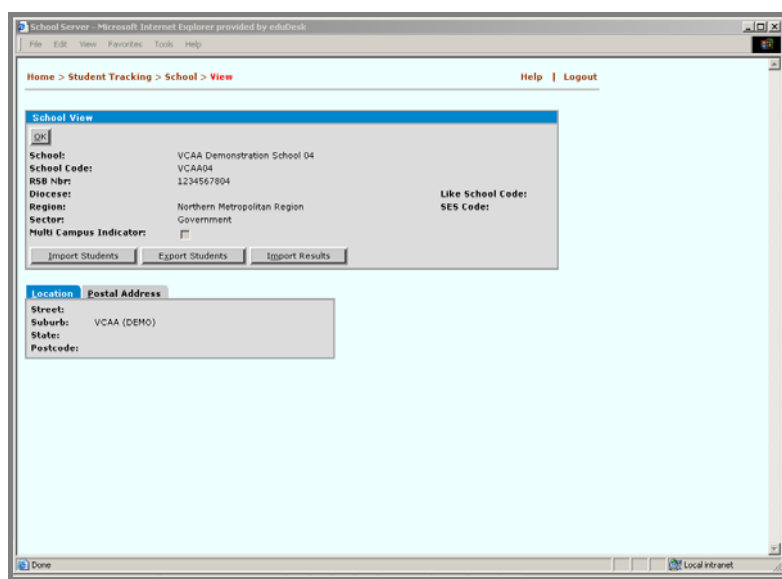 School Server - Microsoft Internet Explorer provided by eduDesk
File Edit View Favorites Tools Help
Home > Student Tracking > School > View Help | Logout
School View
OK
School: VCAA Demonstration School 04
School Code: VCAA04
RSB Nbr: 1234567804
Diocese: Like School Code:
Region: Northern Metropolitan Region SES Code:
Sector: Government
Multi Campus Indicator:
Import Students Export Students Import Results
Location Postal Address
Street:
Suburb: VCAA (DEMO)
State:
Postcode:
Done Local intranet